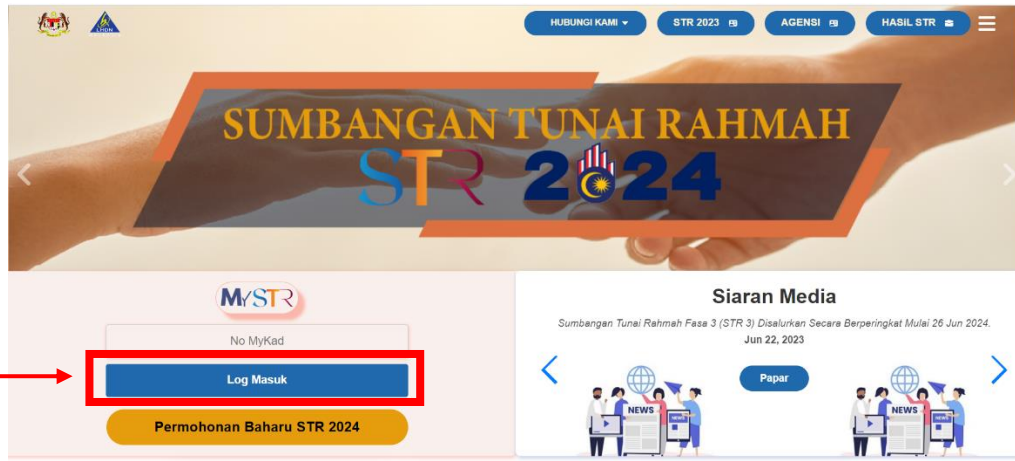 LHDN
HUBUNGI KAMI
STR 2023
AGENSI
HASIL STR
SUMBANGAN TUNAI RAHMAH
STR 2024
MySTR
No MyKad
Log Masuk
Permohonan Baharu STR 2024
Siaran Media
Sumbangan Tunai Rahmah Fasa 3 (STR 3) Disalurkan Secara Berperingkat Mulai 26 Jun 2024.
Jun 22, 2023
Papar
NEWS
NEWS